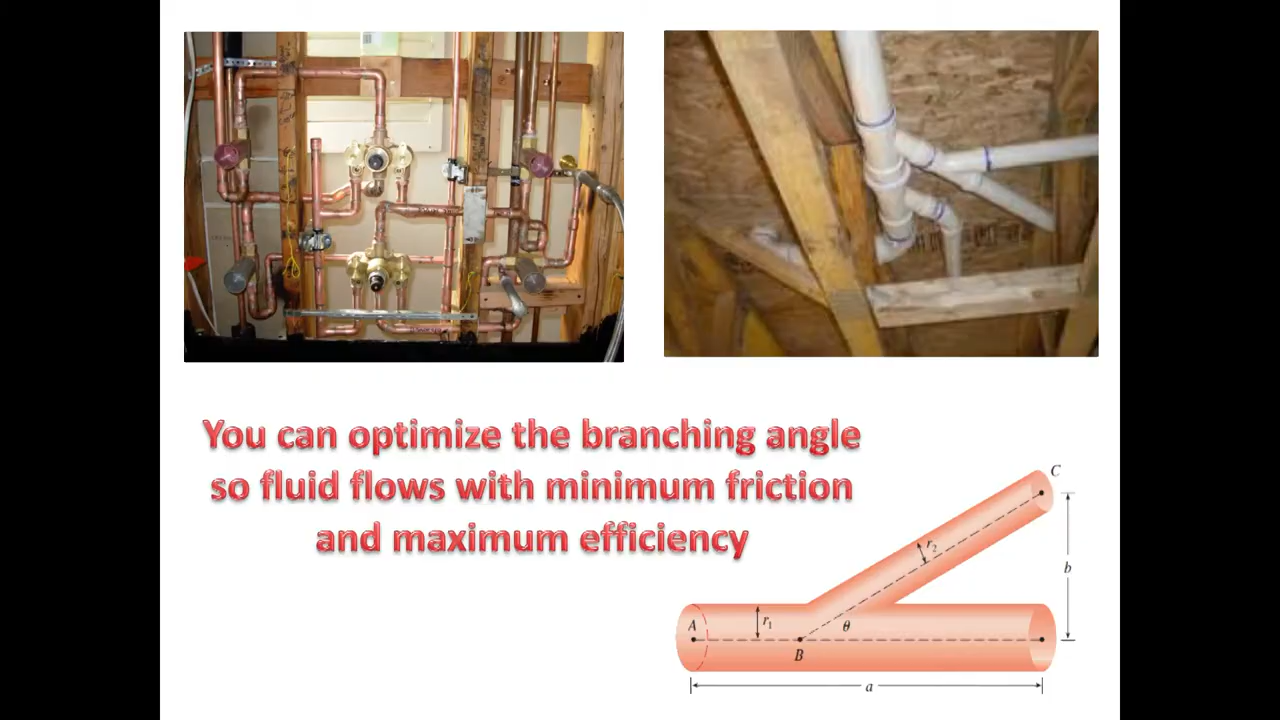 You can optimize the branching angle
so fluid flows with minimum friction
and maximum efficiency
C
r₂
b
A
r₁
θ
B
a